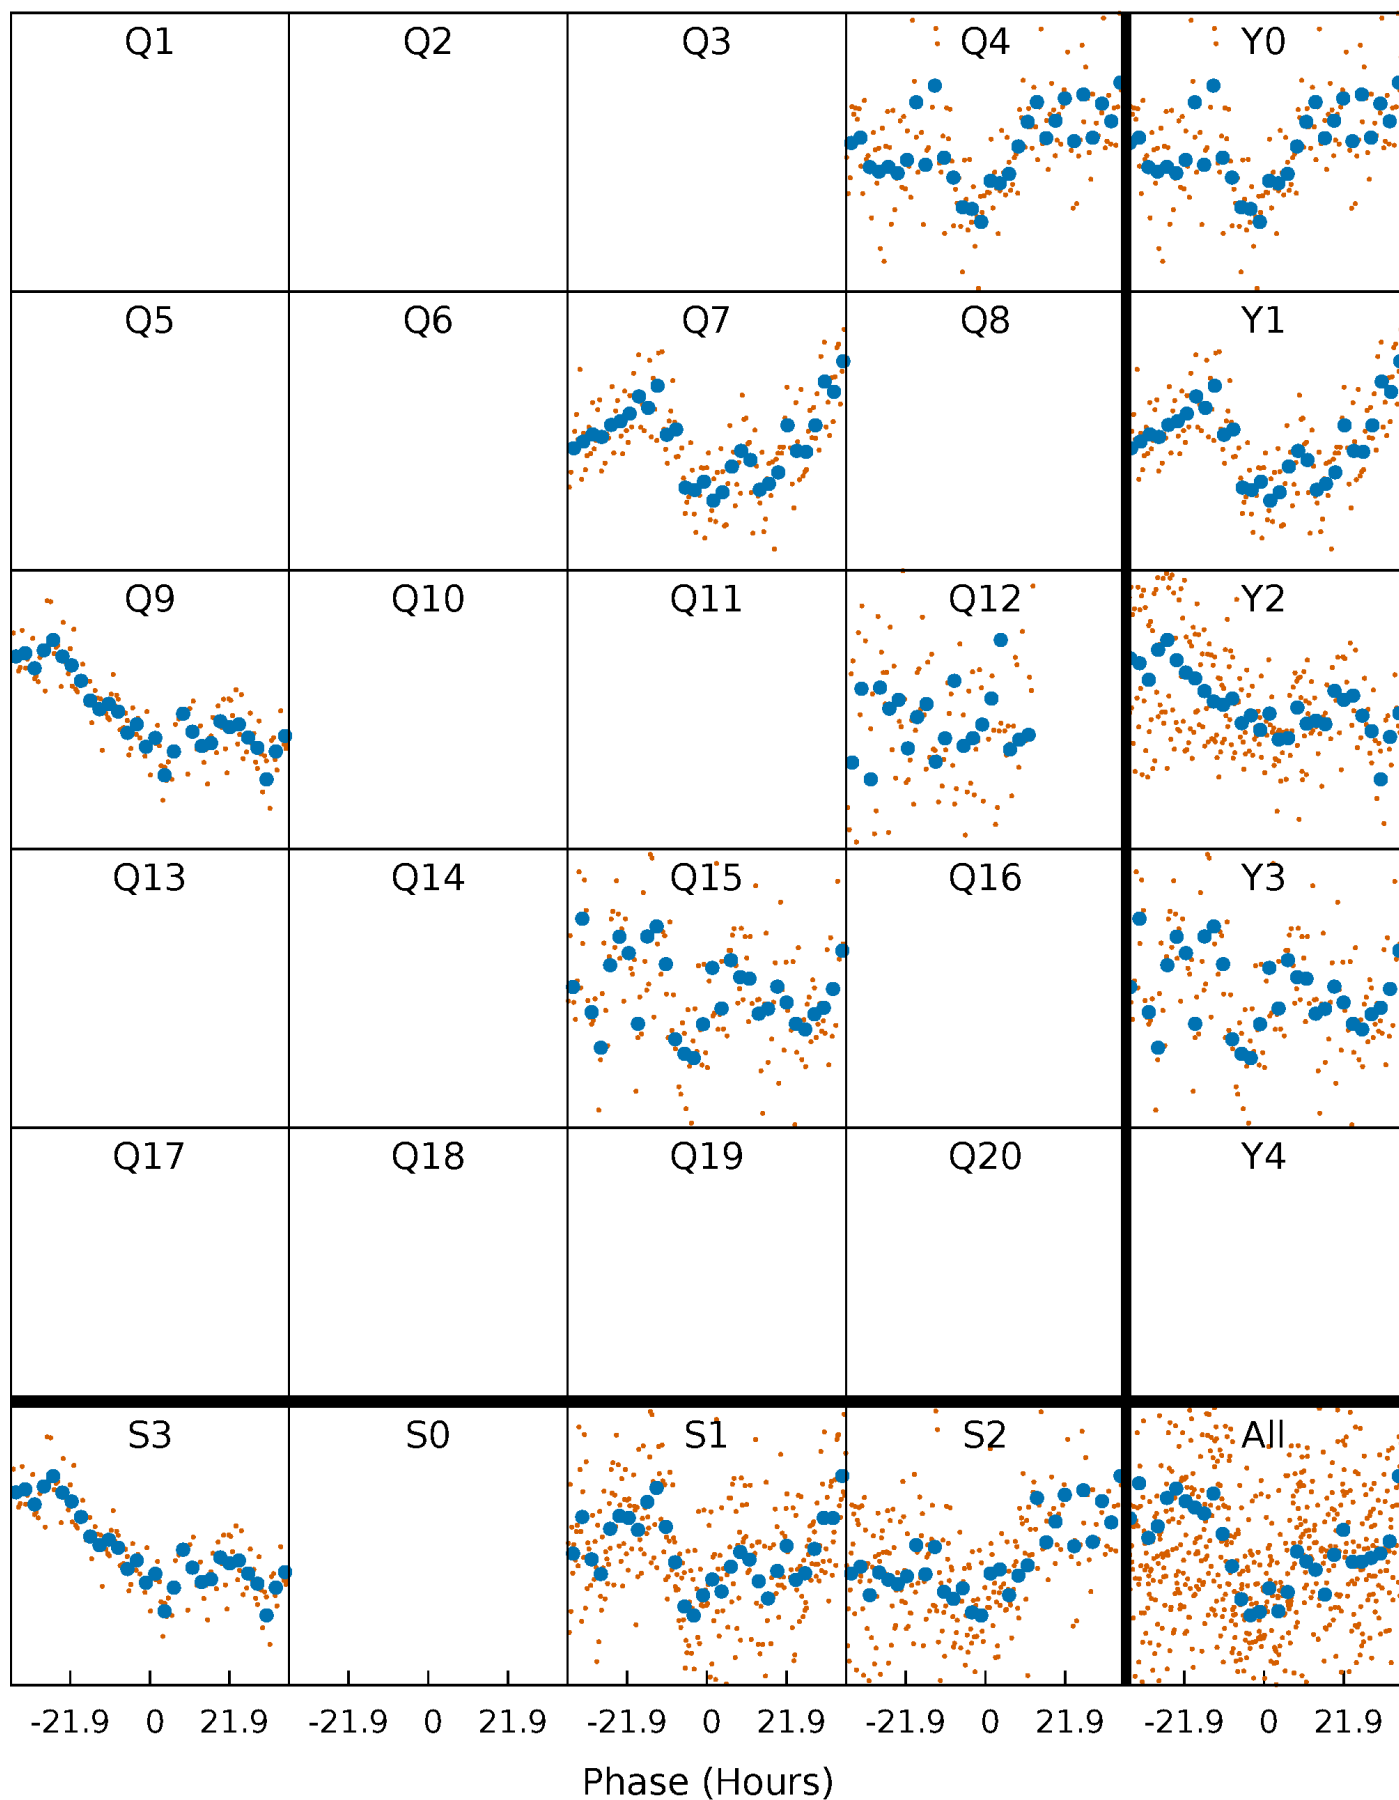 Q1 Q2 Q3 Q4 Y0
Q5 Q6 Q7 Q8 Y1
Q9 Q10 Q11 Q12 Y2
Q13 Q14 Q15 Q16 Y3
Q17 Q18 Q19 Q20 Y4
S3 S0 S1 S2 All
-21.9 0 21.9 -21.9 0 21.9 -21.9 0 21.9 -21.9 0 21.9 -21.9 0 21.9
Phase (Hours)